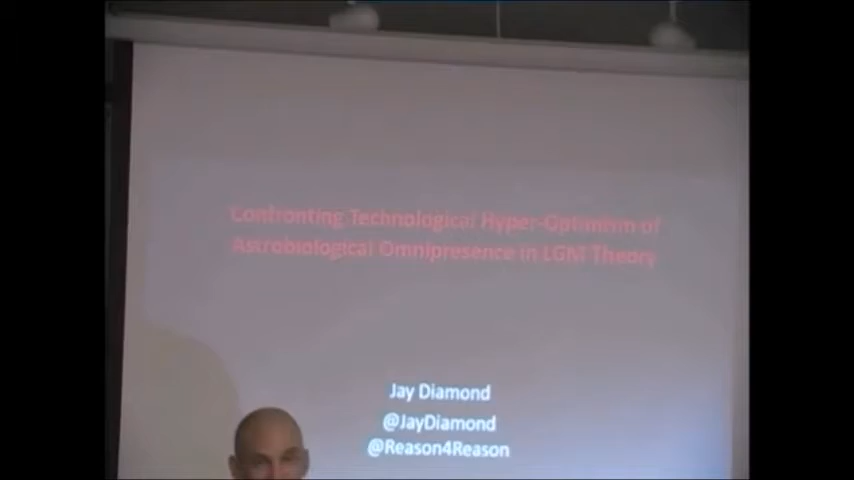 Confronting Technological Hyper-Optimism of
Astrobiological Omnipresence in LGM Theory
Jay Diamond
@JayDiamond
@Reason4Reason